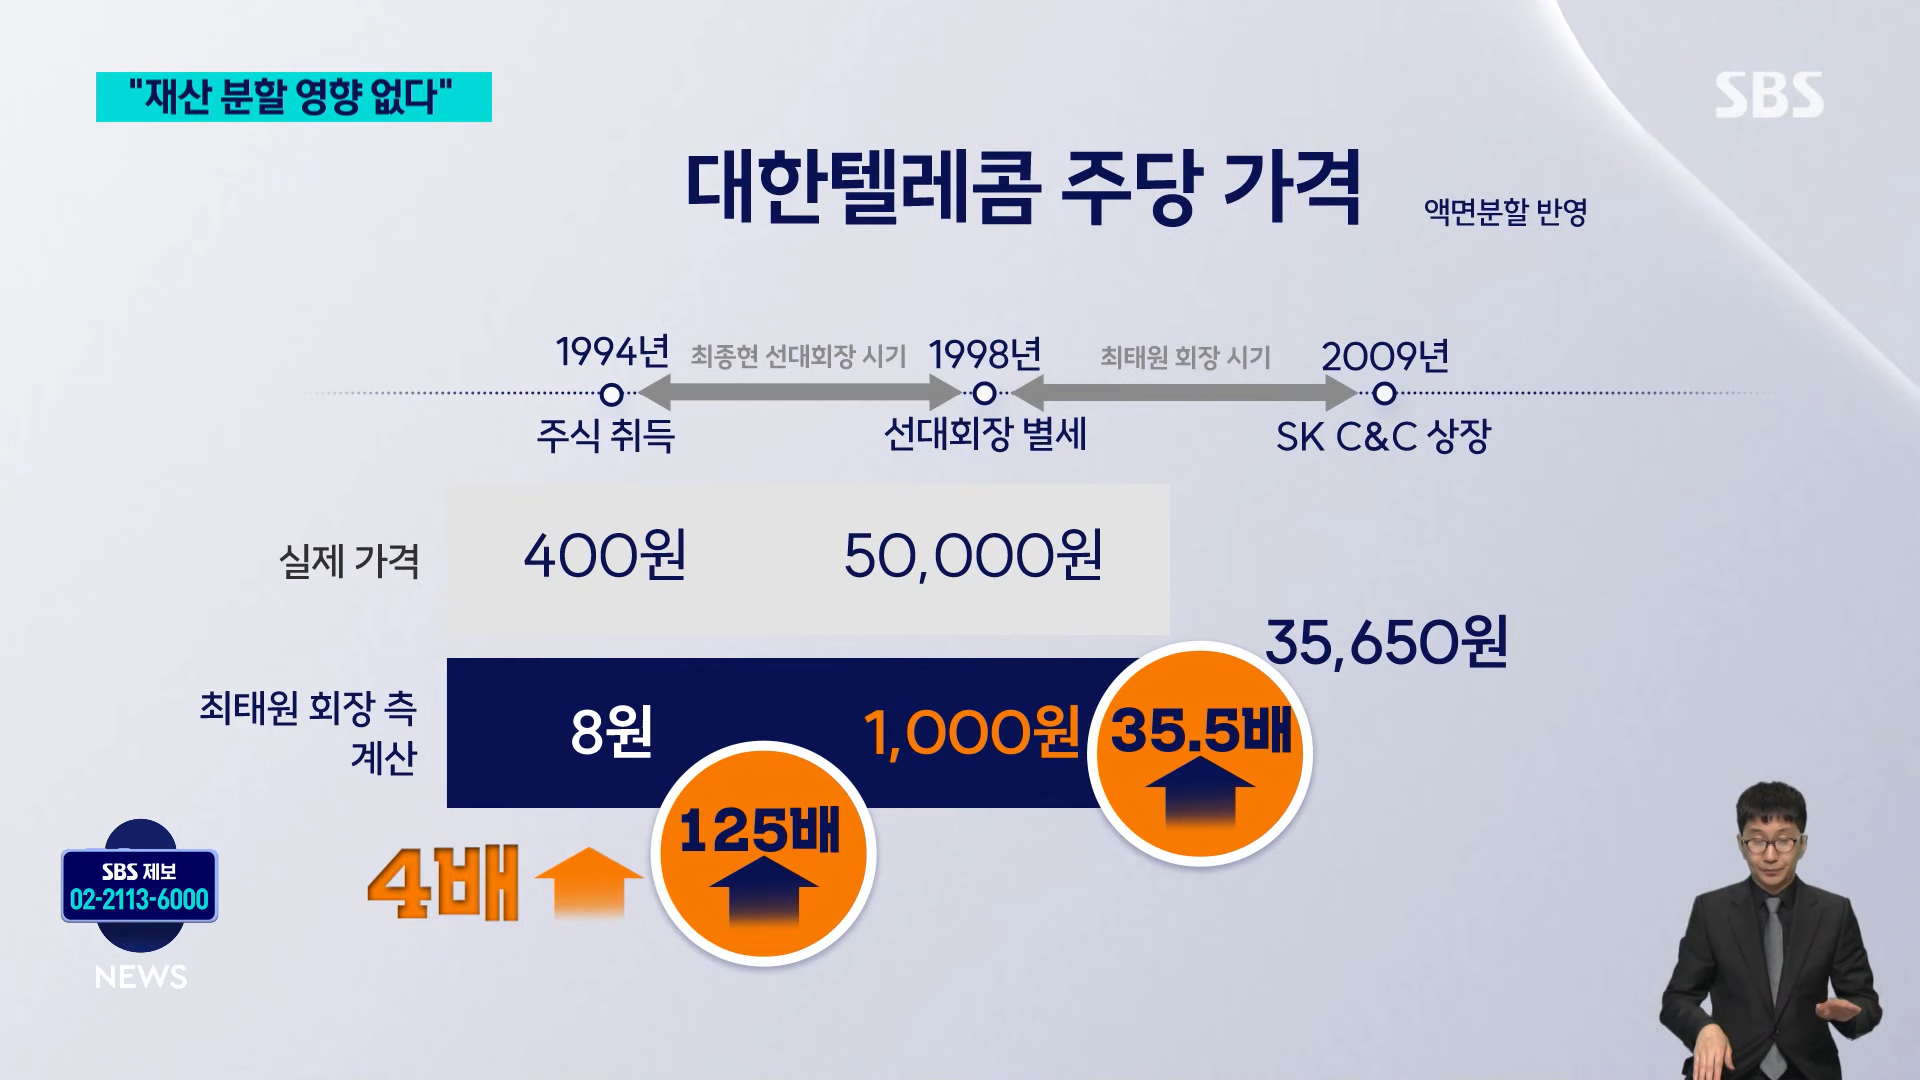 "재산 분할 영향 없다"
SBS
대한텔레콤 주당 가격
액면분할 반영
1994년
최종현 선대회장 시기
1998년
최태원 회장 시기
2009년
주식 취득
선대회장 별세
SK C&C 상장
실제 가격
400원
50,000원
35,650원
최태원 회장 측
계산
8원
1,000원
35.5배
4배
125배
SBS 제보
02-2113-6000
NEWS